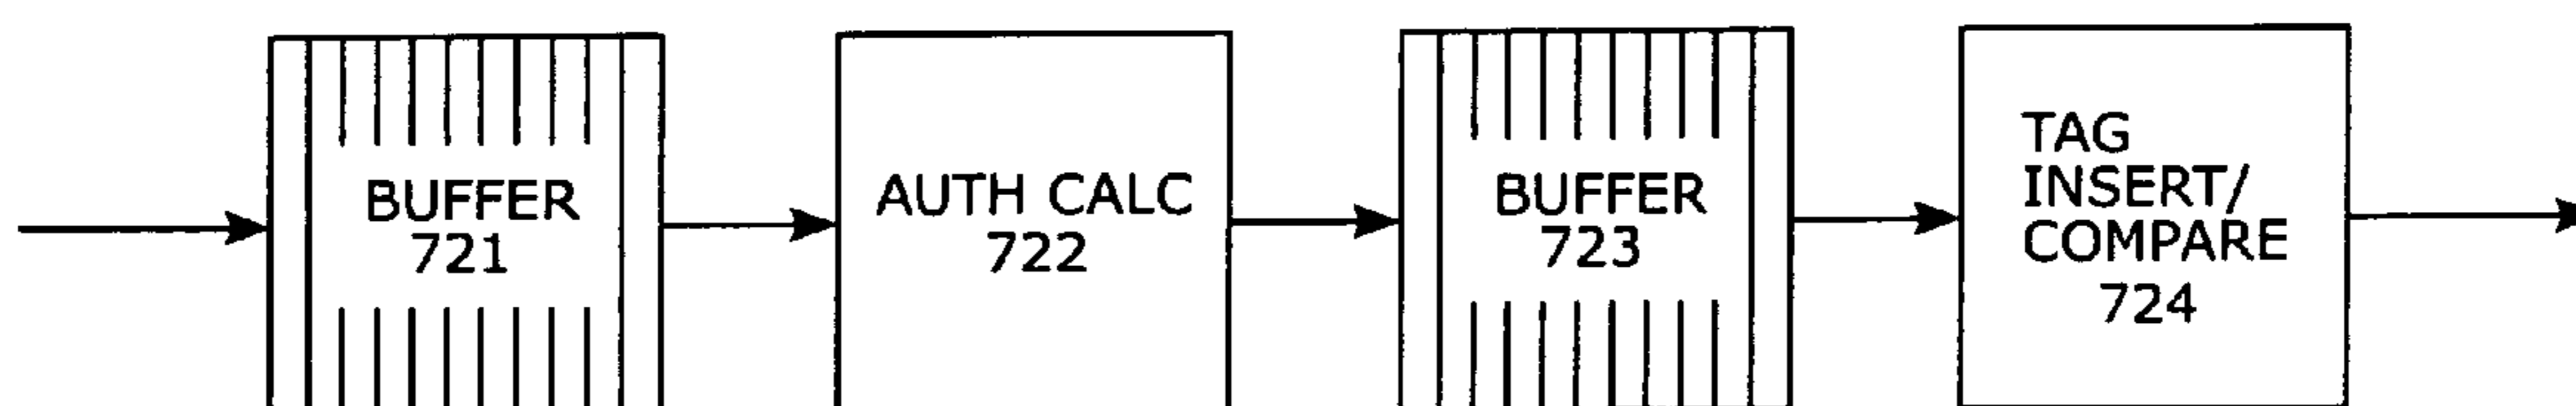 BUFFER
721
AUTH CALC
722
BUFFER
723
TAG
INSERT/
COMPARE
724